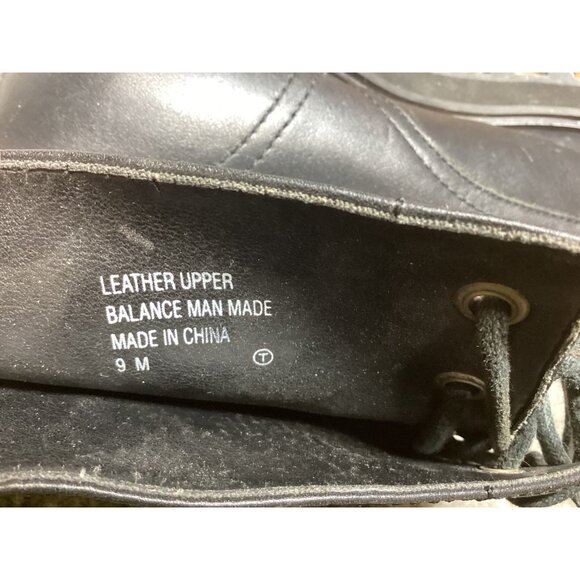 LEATHER UPPER
BALANCE MAN MADE
MADE IN CHINA
9 M T